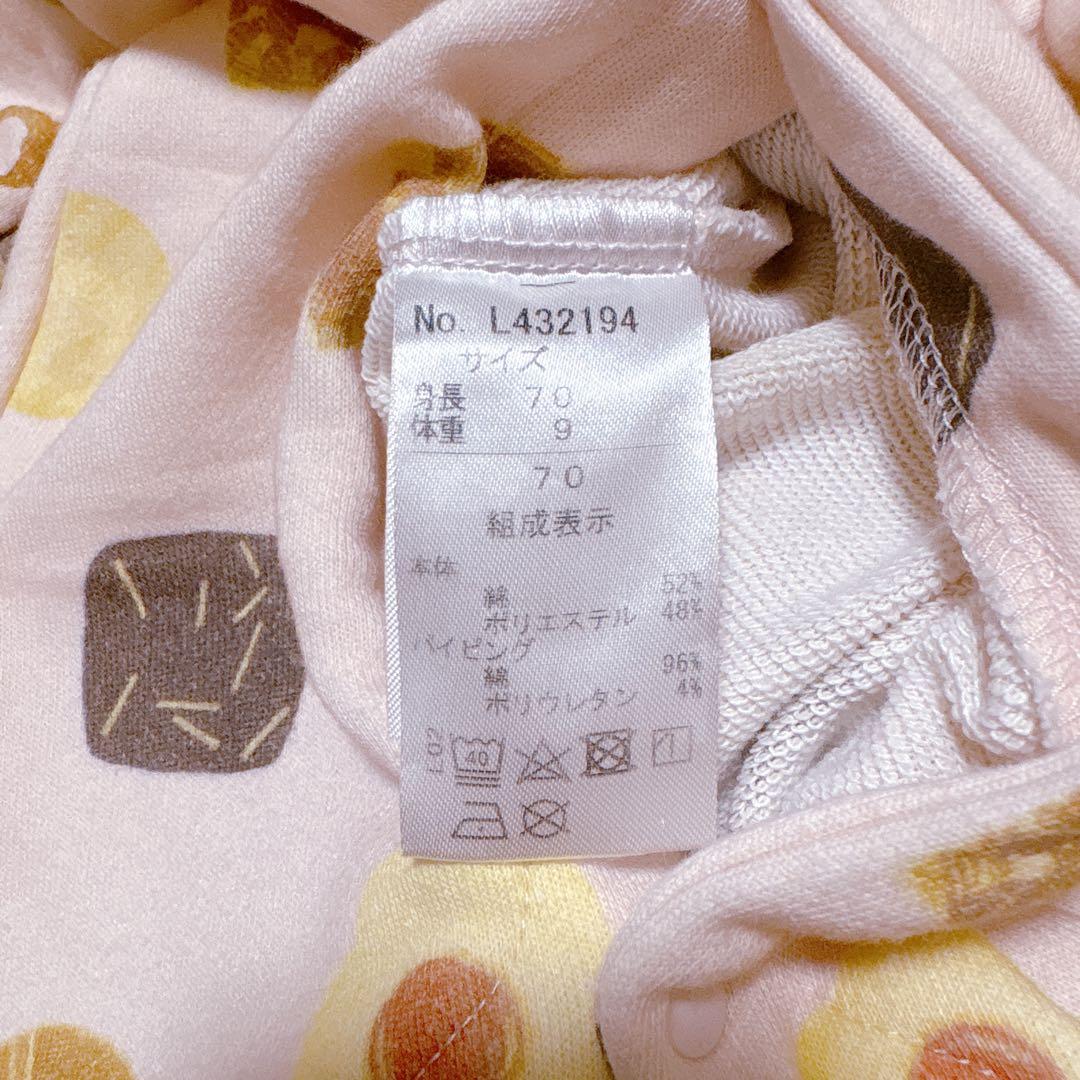 No. L432194
サイズ
身長 70
体重 9
70
組成表示
本体
綿 52%
ポリエステル 48%
パイピング
綿 96%
ポリウレタン 4%
40